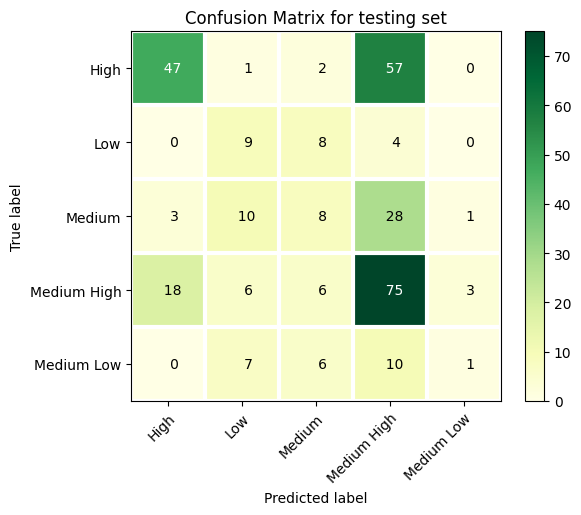 Confusion Matrix for testing set
High 47 1 2 57 0
Low 0 9 8 4 0
Medium 3 10 8 28 1
Medium High 18 6 6 75 3
Medium Low 0 7 6 10 1
High Low Medium Medium High Medium Low
Predicted label
True label
70
60
50
40
30
20
10
0